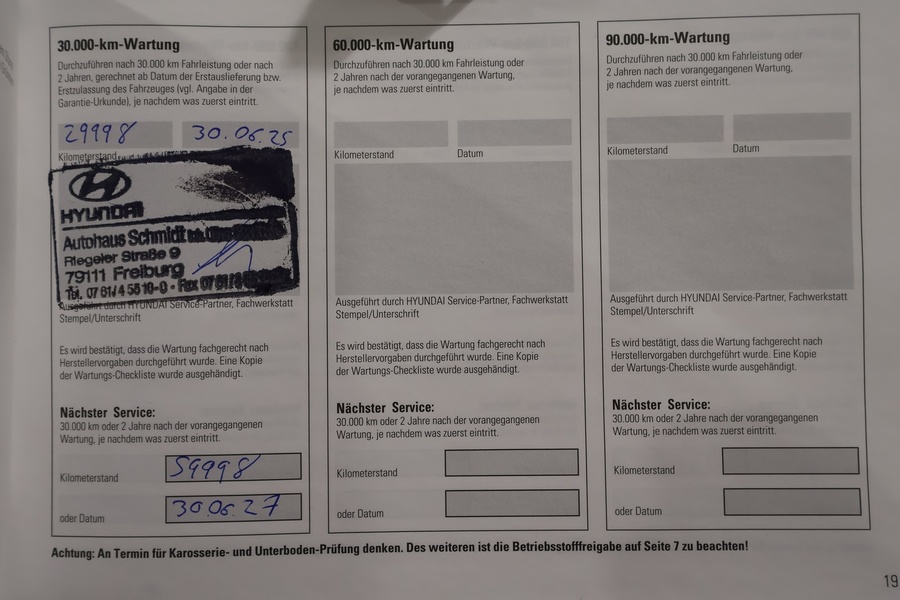 30.000-km-Wartung
Durchzuführen nach 30.000 km Fahrleistung oder nach
2 Jahren, gerechnet ab Datum der Erstauslieferung bzw.
Erstzulassung des Fahrzeuges (vgl. Angabe in der
Garantie-Urkunde), je nachdem was zuerst eintritt.
29998 30.06.25
Kilometerstand
HYUNDAI
Autohaus Schmidt
Riegeler Straße 9
79111 Freiburg
Tel. 07 61/4 55 10-0 • Fax 07 61/
Ausgeführt durch HYUNDAI Service-Partner, Fachwerkstatt
Stempel/Unterschrift
Es wird bestätigt, dass die Wartung fachgerecht nach
Herstellervorgaben durchgeführt wurde. Eine Kopie
der Wartungs-Checkliste wurde ausgehändigt.
Nächster Service:
30.000 km oder 2 Jahre nach der vorangegangenen
Wartung, je nachdem was zuerst eintritt.
Kilometerstand 59998
oder Datum 30.06.27
60.000-km-Wartung
Durchzuführen nach 30.000 km Fahrleistung oder
2 Jahren nach der vorangegangenen Wartung,
je nachdem was zuerst eintritt.
Kilometerstand Datum
Ausgeführt durch HYUNDAI Service-Partner, Fachwerkstatt
Stempel/Unterschrift
Es wird bestätigt, dass die Wartung fachgerecht nach
Herstellervorgaben durchgeführt wurde. Eine Kopie
der Wartungs-Checkliste wurde ausgehändigt.
Nächster Service:
30.000 km oder 2 Jahre nach der vorangegangenen
Wartung, je nachdem was zuerst eintritt.
Kilometerstand
oder Datum
90.000-km-Wartung
Durchzuführen nach 30.000 km Fahrleistung oder
2 Jahren nach der vorangegangenen Wartung,
je nachdem was zuerst eintritt.
Kilometerstand Datum
Ausgeführt durch HYUNDAI Service-Partner, Fachwerkstatt
Stempel/Unterschrift
Es wird bestätigt, dass die Wartung fachgerecht nach
Herstellervorgaben durchgeführt wurde. Eine Kopie
der Wartungs-Checkliste wurde ausgehändigt.
Nächster Service:
30.000 km oder 2 Jahre nach der vorangegangenen
Wartung, je nachdem was zuerst eintritt.
Kilometerstand
oder Datum
Achtung: An Termin für Karosserie- und Unterboden-Prüfung denken. Des weiteren ist die Betriebsstofffreigabe auf Seite 7 zu beachten!
19